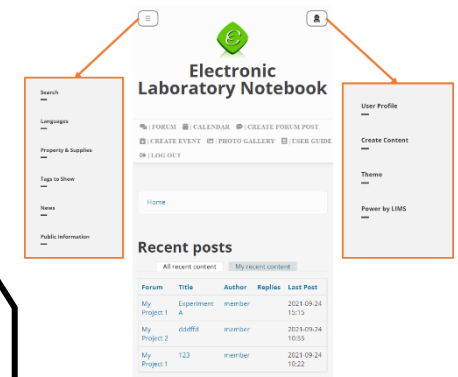 Electronic
Laboratory Notebook
| FORUM | CALENDAR | CREATE FORUM POST
| CREATE EVENT | PHOTO GALLERY | USER GUIDE
| LOG OUT
Search
Languages
Property & Supplies
Tags to Show
News
Public Information
User Profile
Create Content
Theme
Power by LIMS
Home
Recent posts
All recent content My recent content
Forum Title Author Replies Last Post
My Experiment member 2021-09-24
Project 1 A 15:15
My dddffd member 2021-09-24
Project 2 10:55
My 123 member 2021-09-24
Project 1 10:22